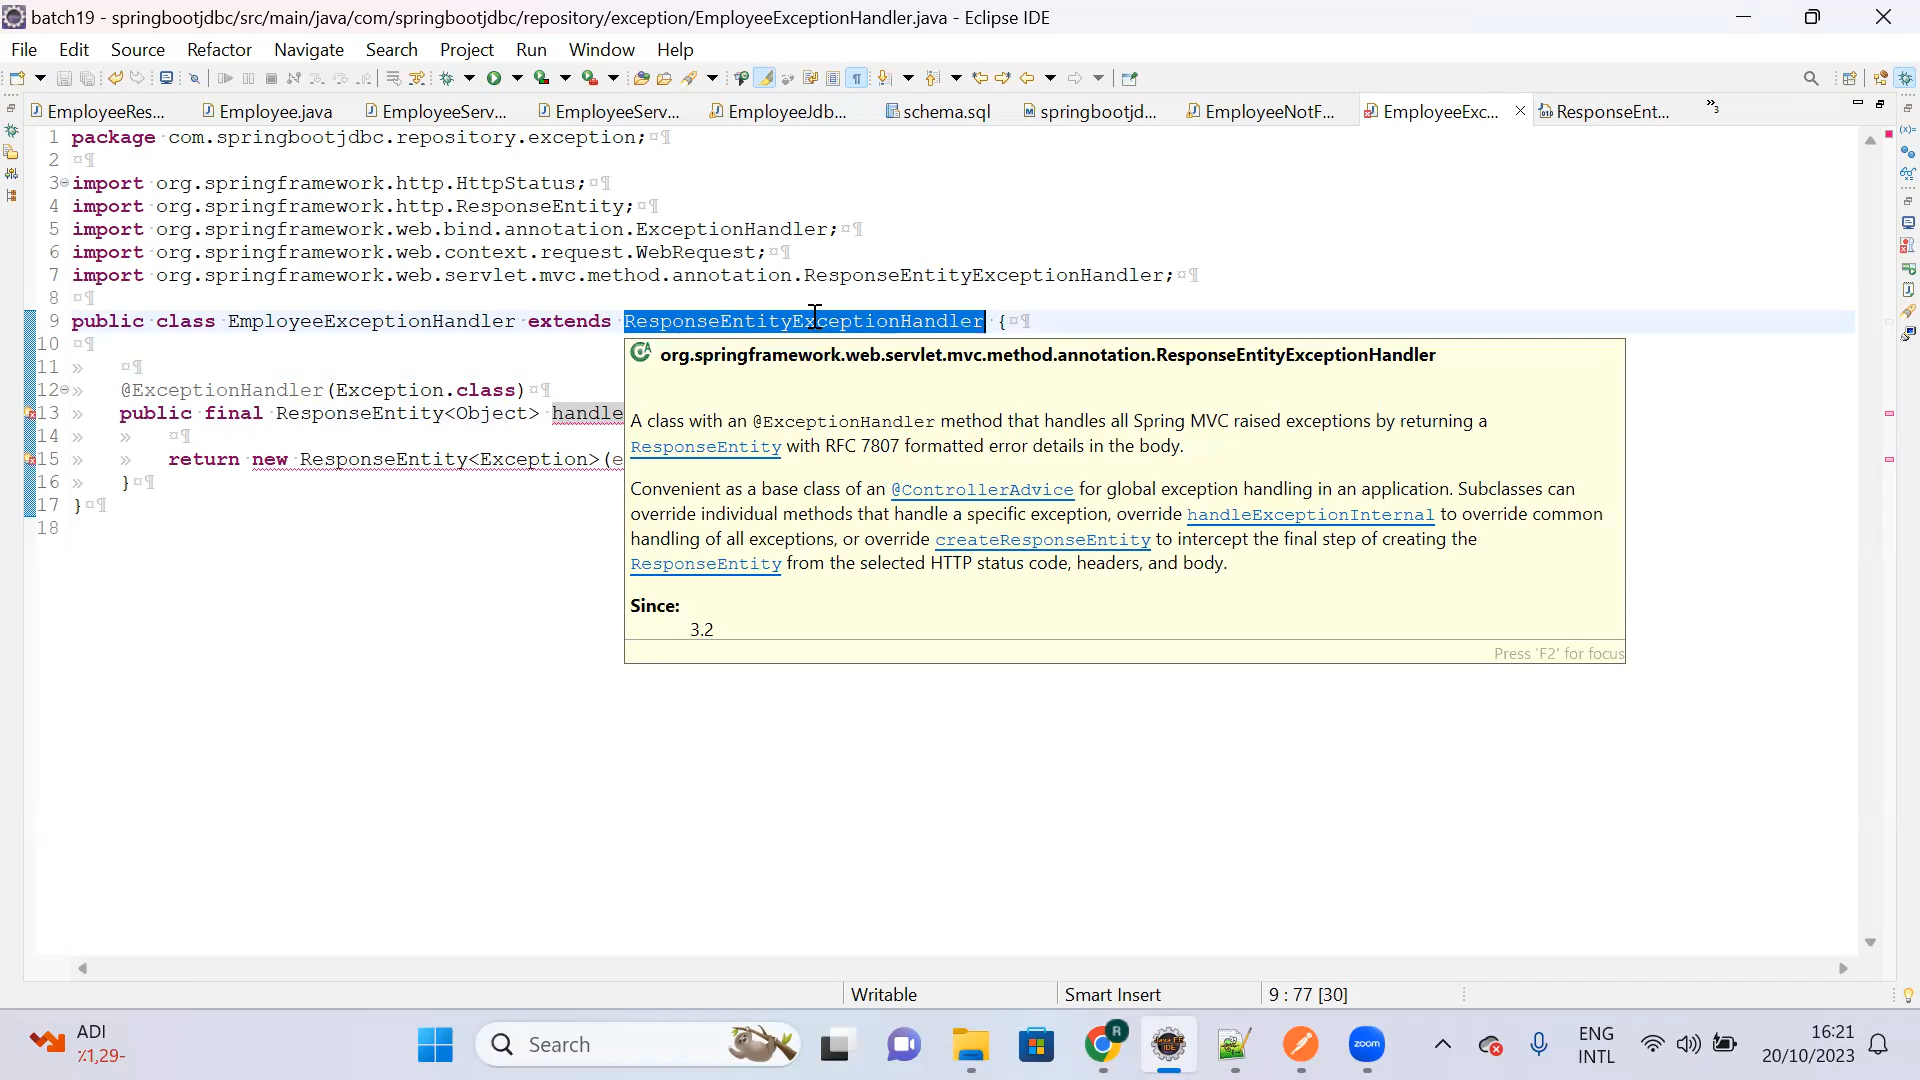 batch19 - springbootjdbc/src/main/java/com/springbootjdbc/repository/exception/EmployeeExceptionHandler.java - Eclipse IDE
File Edit Source Refactor Navigate Search Project Run Window Help
EmployeeRes... Employee.java EmployeeServ... EmployeeServ... EmployeeJdb... schema.sql springbootjd... EmployeeNotF... EmployeeExc... ResponseEnt... »3
1 package com.springbootjdbc.repository.exception;
2
3 import org.springframework.http.HttpStatus;
4 import org.springframework.http.ResponseEntity;
5 import org.springframework.web.bind.annotation.ExceptionHandler;
6 import org.springframework.web.context.request.WebRequest;
7 import org.springframework.web.servlet.mvc.method.annotation.ResponseEntityExceptionHandler;
8
9 public class EmployeeExceptionHandler extends ResponseEntityExceptionHandler {
10
11
12 @ExceptionHandler(Exception.class)
13 public final ResponseEntity<Object> handle
14
15 return new ResponseEntity<Exception>(e
16 }
17 }
18
org.springframework.web.servlet.mvc.method.annotation.ResponseEntityExceptionHandler
A class with an @ExceptionHandler method that handles all Spring MVC raised exceptions by returning a
ResponseEntity with RFC 7807 formatted error details in the body.
Convenient as a base class of an @ControllerAdvice for global exception handling in an application. Subclasses can
override individual methods that handle a specific exception, override handleExceptionInternal to override common
handling of all exceptions, or override createResponseEntity to intercept the final step of creating the
ResponseEntity from the selected HTTP status code, headers, and body.
Since:
3.2
Press 'F2' for focus
Writable Smart Insert 9 : 77 [30]
ADI
٪1,29-
Search
zoom
ENG
INTL
16:21
20/10/2023